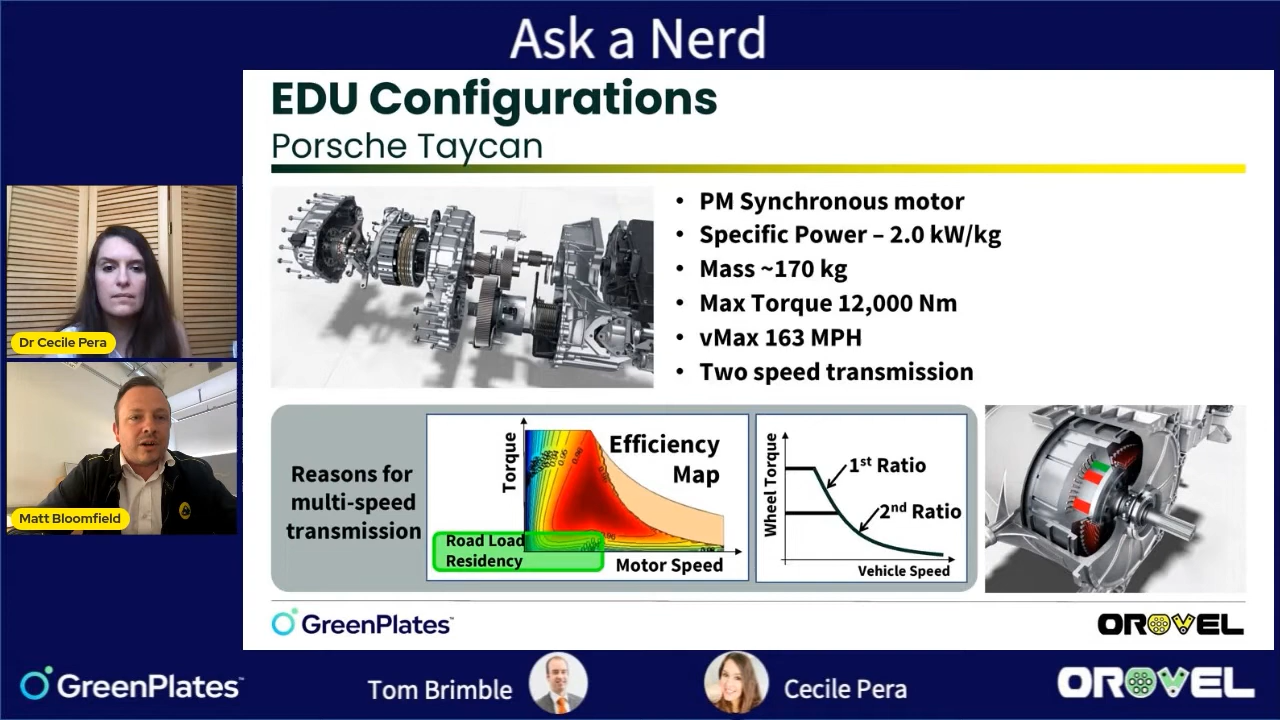 Ask a Nerd
EDU Configurations
Porsche Taycan
• PM Synchronous motor
• Specific Power – 2.0 kW/kg
• Mass ~170 kg
• Max Torque 12,000 Nm
• vMax 163 MPH
• Two speed transmission
Dr Cecile Pera
Matt Bloomfield
Reasons for
multi-speed
transmission
Torque
Efficiency
Map
Road Load
Residency
Motor Speed
Wheel Torque
1st Ratio
2nd Ratio
Vehicle Speed
GreenPlates™
OROVEL
GreenPlates™
Tom Brimble
Cecile Pera
OROVEL